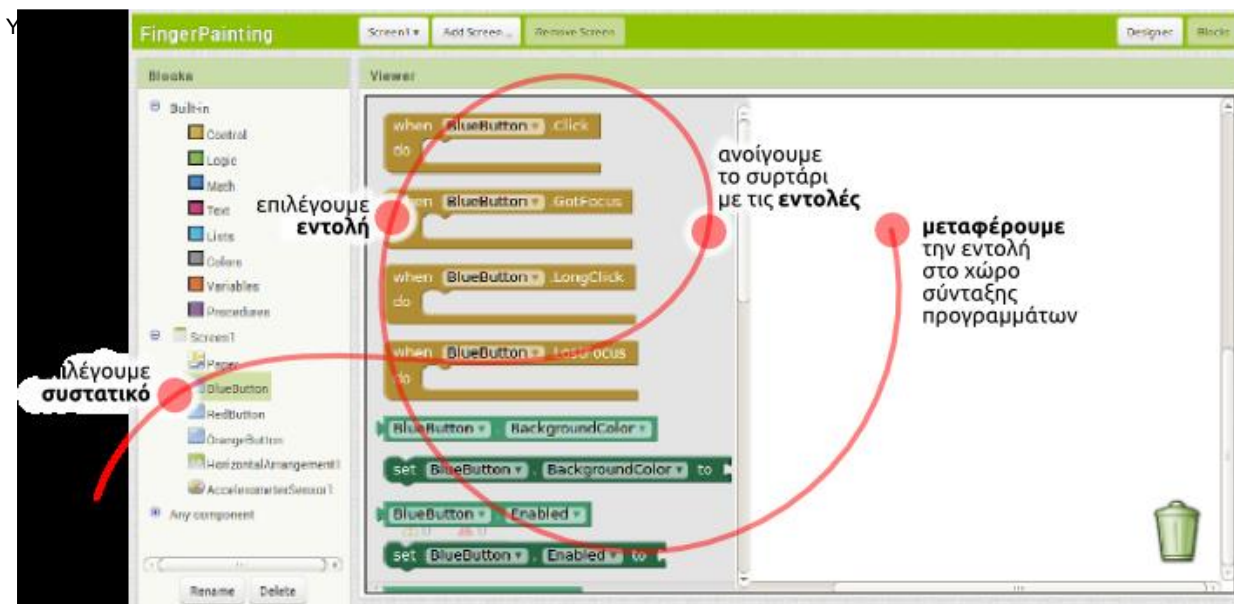 Y
FingerPainting
Screen1 Add Screen... Remove Screen
Designer Blocks
Blocks
Viewer
Built-in
Control
Logic
Math
Text
Lists
Colors
Variables
Procedures
Screen1
Paper
BlueButton
RedButton
OrangeButton
HorizontalArrangement1
AccelerometerSensor1
Any component
Rename Delete
when BlueButton .Click
do
when BlueButton .GotFocus
when BlueButton .LongClick
do
when BlueButton .LostFocus
do
BlueButton . BackgroundColor
set BlueButton . BackgroundColor to
BlueButton . Enabled
set BlueButton . Enabled to
επιλέγουμε
συστατικό
επιλέγουμε
εντολή
ανοίγουμε
το συρτάρι
με τις εντολές
μεταφέρουμε
την εντολή
στο χώρο
σύνταξης
προγραμμάτων